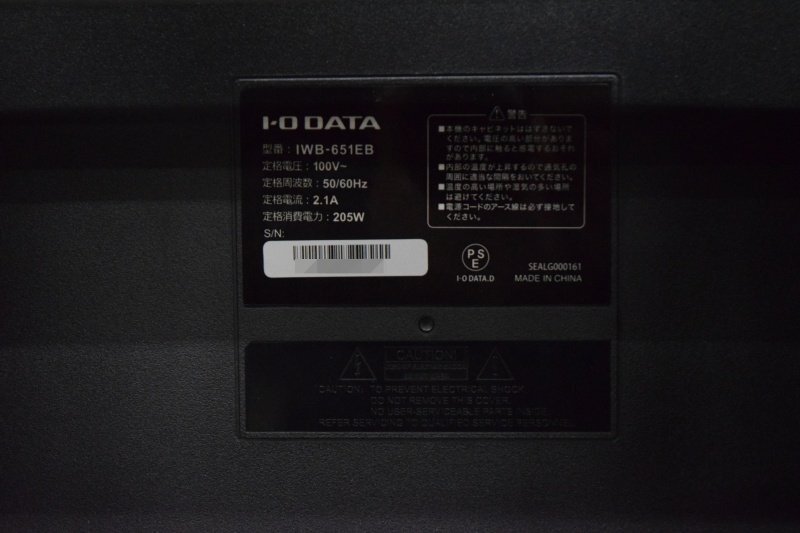 I-O DATA
型番: IWB-651EB
定格電圧: 100V~
定格周波数: 50/60Hz
定格電流: 2.1A
定格消費電力: 205W
S/N:
⚠警告
■本機のキャビネットははずさないで
ください。電圧の高い部分がありま
すので内部に触ると感電するおそれ
があります。
■内部の温度が上昇するので通気孔の
周囲に適当な間隔をおいてください。
■温度の高い場所や湿気の多い場所
は避けてください。
■電源コードのアース線は必ず接地して
ください。
PSE
I-O DATA.D
SEALG000161
MADE IN CHINA
CAUTION!
"CAUTION: TO PREVENT ELECTRICAL SHOCK,
DO NOT REMOVE THIS COVER.
NO USER-SERVICEABLE PARTS INSIDE.
REFER SERVICING TO QUALIFIED SERVICE PERSONNEL.